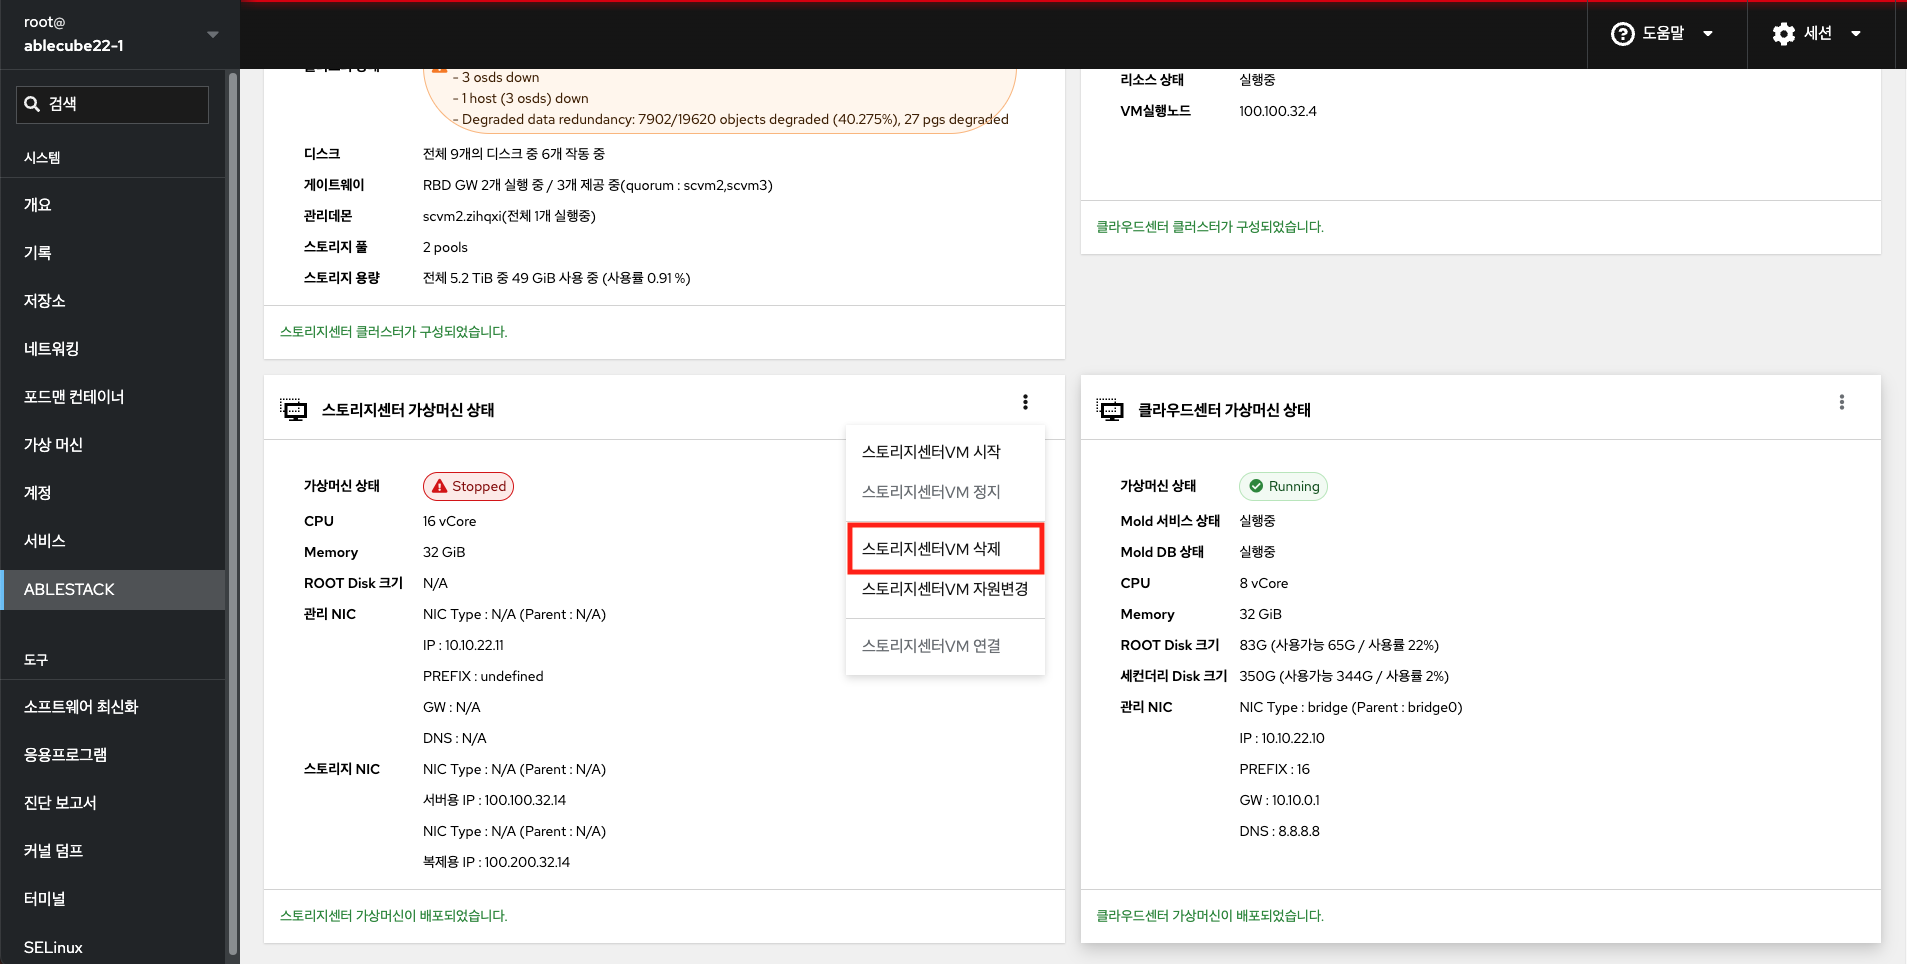 root@
ablecube22-1
도움말
세션
검색
시스템
개요
기록
저장소
네트워킹
포드맨 컨테이너
가상 머신
계정
서비스
ABLESTACK
도구
소프트웨어 최신화
응용프로그램
진단 보고서
커널 덤프
터미널
SELinux
- 3 osds down
- 1 host (3 osds) down
- Degraded data redundancy: 7902/19620 objects degraded (40.275%), 27 pgs degraded
디스크 전체 9개의 디스크 중 6개 작동 중
게이트웨이 RBD GW 2개 실행 중 / 3개 제공 중(quorum : scvm2,scvm3)
관리데몬 scvm2.zihqxi(전체 1개 실행중)
스토리지 풀 2 pools
스토리지 용량 전체 5.2 TiB 중 49 GiB 사용 중 (사용률 0.91 %)
스토리지센터 클러스터가 구성되었습니다.
리소스 상태 실행중
VM실행노드 100.100.32.4
클라우드센터 클러스터가 구성되었습니다.
스토리지센터 가상머신 상태
스토리지센터VM 시작
스토리지센터VM 정지
스토리지센터VM 삭제
스토리지센터VM 자원변경
스토리지센터VM 연결
가상머신 상태 Stopped
CPU 16 vCore
Memory 32 GiB
ROOT Disk 크기 N/A
관리 NIC NIC Type : N/A (Parent : N/A)
IP : 10.10.22.11
PREFIX : undefined
GW : N/A
DNS : N/A
스토리지 NIC NIC Type : N/A (Parent : N/A)
서버용 IP : 100.100.32.14
NIC Type : N/A (Parent : N/A)
복제용 IP : 100.200.32.14
스토리지센터 가상머신이 배포되었습니다.
클라우드센터 가상머신 상태
가상머신 상태 Running
Mold 서비스 상태 실행중
Mold DB 상태 실행중
CPU 8 vCore
Memory 32 GiB
ROOT Disk 크기 83G (사용가능 65G / 사용률 22%)
세컨더리 Disk 크기 350G (사용가능 344G / 사용률 2%)
관리 NIC NIC Type : bridge (Parent : bridge0)
IP : 10.10.22.10
PREFIX : 16
GW : 10.10.0.1
DNS : 8.8.8.8
클라우드센터 가상머신이 배포되었습니다.